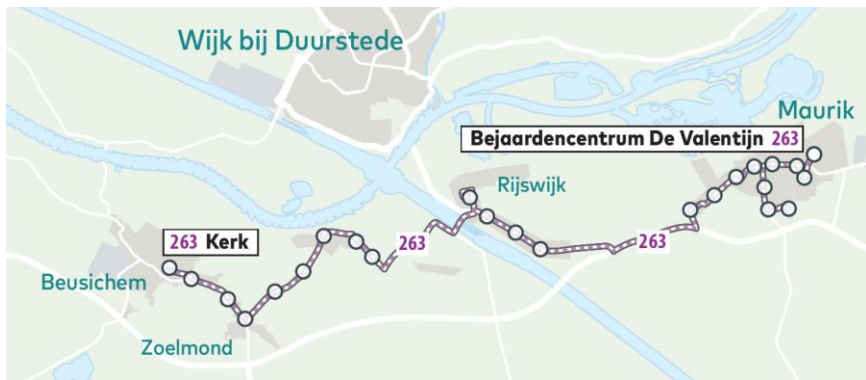 Wijk bij Duurstede
Maurik
Bejaardencentrum De Valentijn 263
Rijswijk
263 Kerk
263
263
Beusichem
Zoelmond